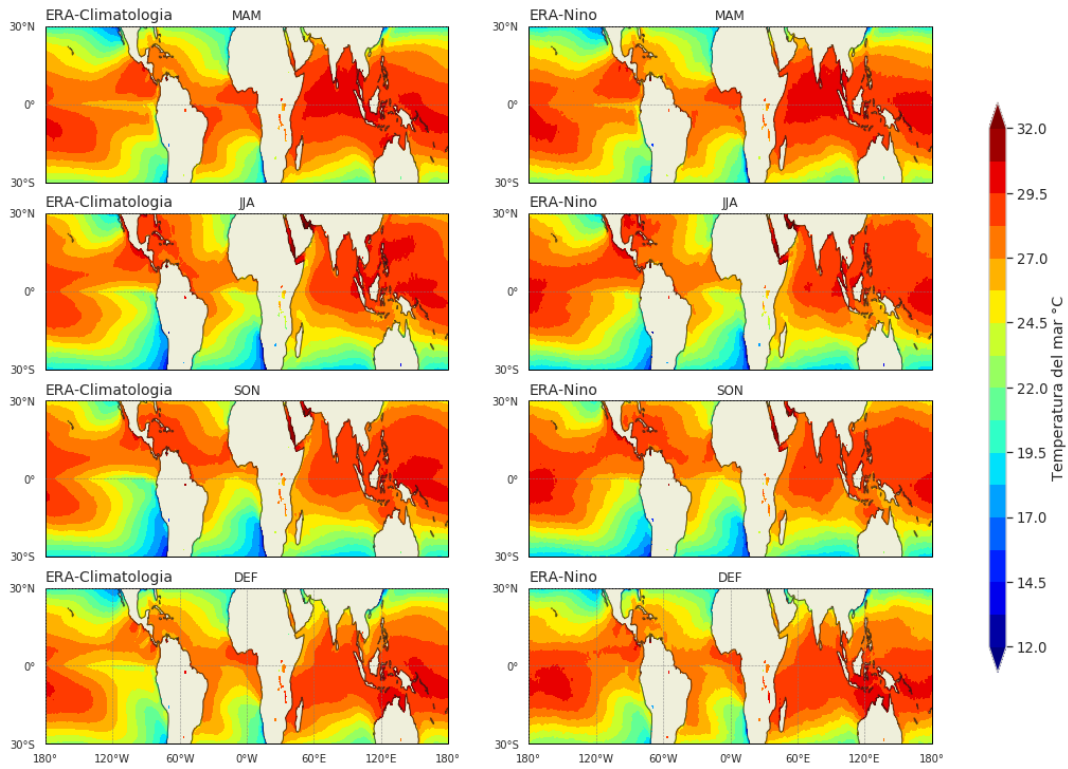 ERA-Climatologia MAM ERA-Nino MAM
30°N
0°
30°S
ERA-Climatologia JJA ERA-Nino JJA
30°N
0°
30°S
ERA-Climatologia SON ERA-Nino SON
30°N
0°
30°S
ERA-Climatologia DEF ERA-Nino DEF
30°N
0°
30°S
180° 120°W 60°W 0° 60°E 120°E 180° 180° 120°W 60°W 0°W 60°E 120°E 180°
32.0
29.5
27.0
24.5
22.0
19.5
17.0
14.5
12.0
Temperatura del mar °C